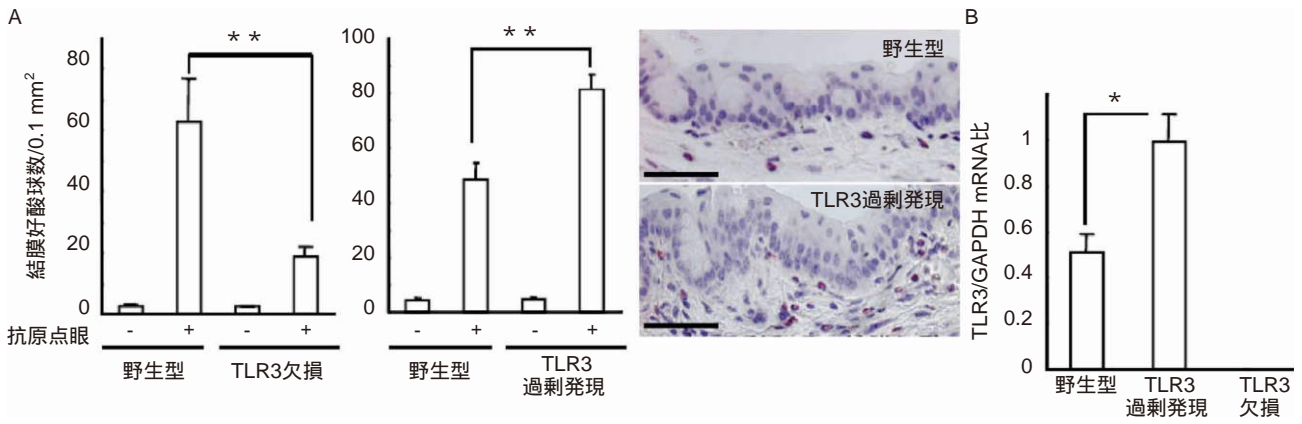 A
結膜好酸球数/0.1 mm²
80
60
40
20
0
**
抗原点眼
- + - +
野生型
TLR3欠損
100
80
60
40
20
0
**
- + - +
野生型
TLR3
過剰発現
野生型
TLR3過剰発現
B
TLR3/GAPDH mRNA比
1
0.8
0.6
0.4
0.2
0
*
野生型
TLR3
過剰発現
TLR3
欠損